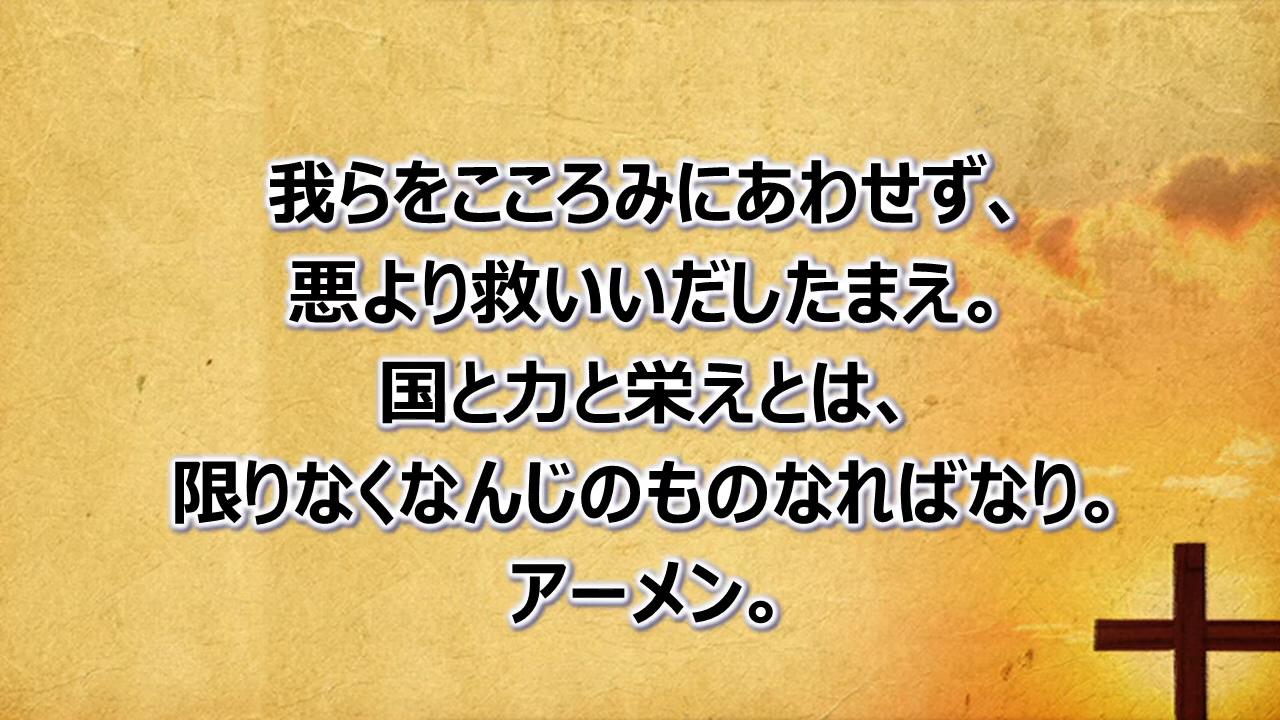 我らをこころみにあわせず、
悪より救いいだしたまえ。
国と力と栄えとは、
限りなくなんじのものなればなり。
アーメン。